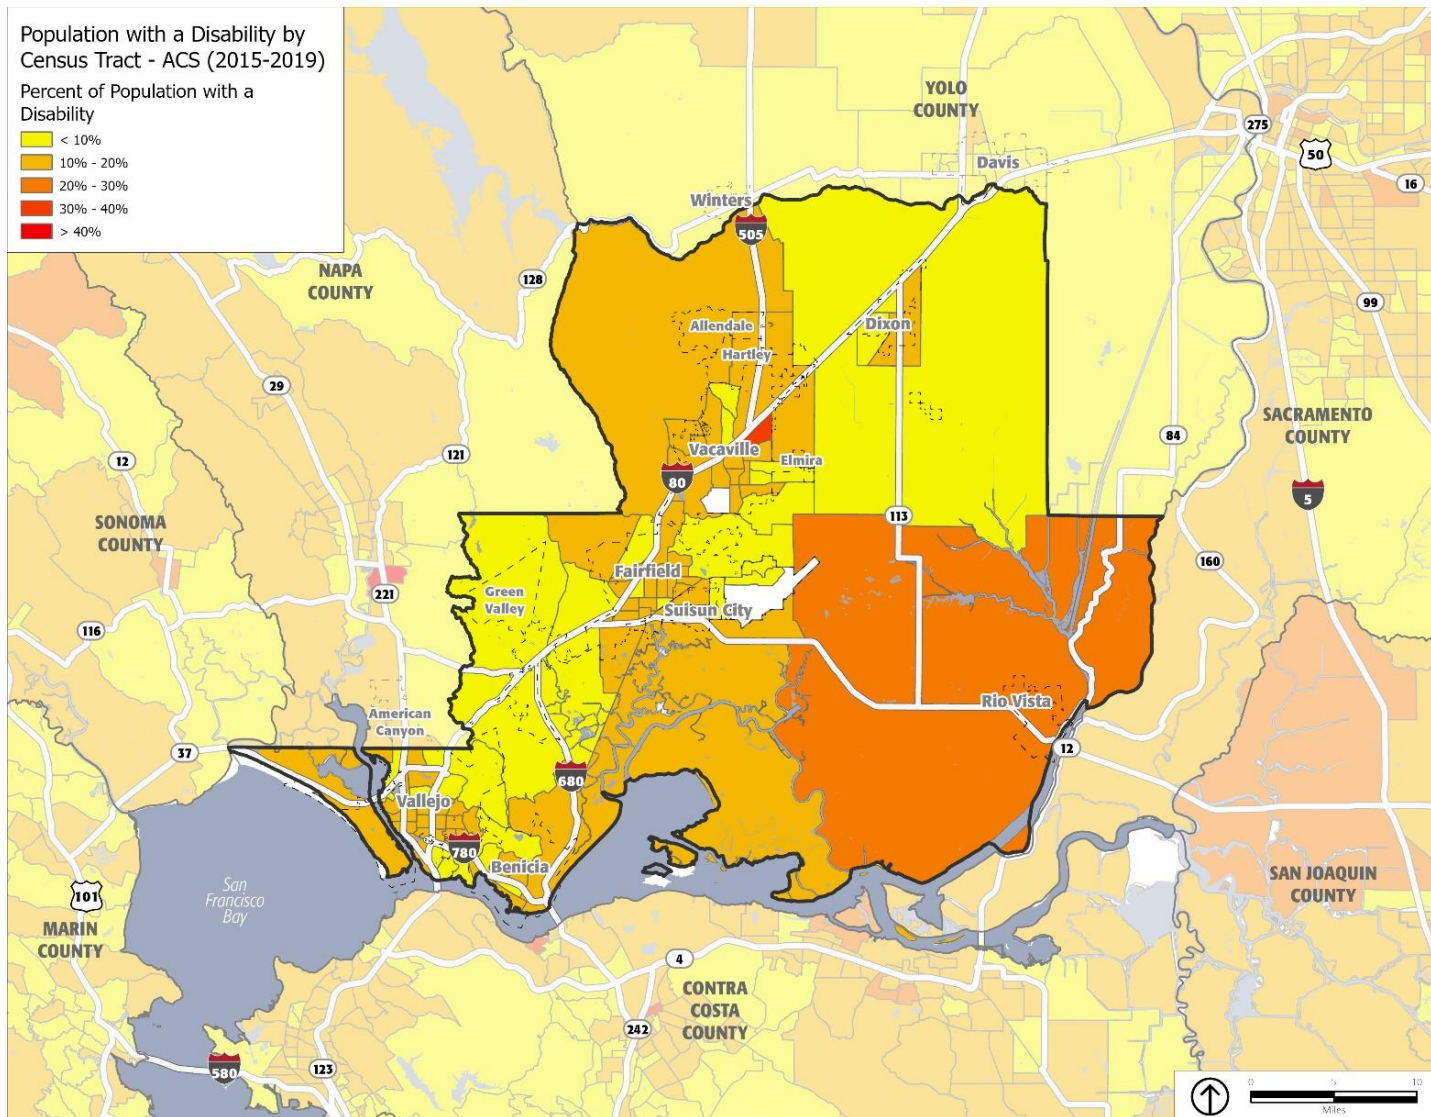 Population with a Disability by
Census Tract - ACS (2015-2019)
Percent of Population with a
Disability
< 10%
10% - 20%
20% - 30%
30% - 40%
> 40%
YOLO
COUNTY
275
50
Davis
16
Winters
505
NAPA
COUNTY
128
99
Allendale
Dixon
Hartley
29
SACRAMENTO
COUNTY
84
121
12
Vacaville
Elmira
80
5
SONOMA
COUNTY
113
160
Fairfield
221
Green
Valley
Suisun City
116
Rio Vista
American
Canyon
37
12
680
Vallejo
780
Benicia
San
Francisco
Bay
101
SAN JOAQUIN
COUNTY
MARIN
COUNTY
4
CONTRA
COSTA
COUNTY
242
580
123
0 5 10
Miles